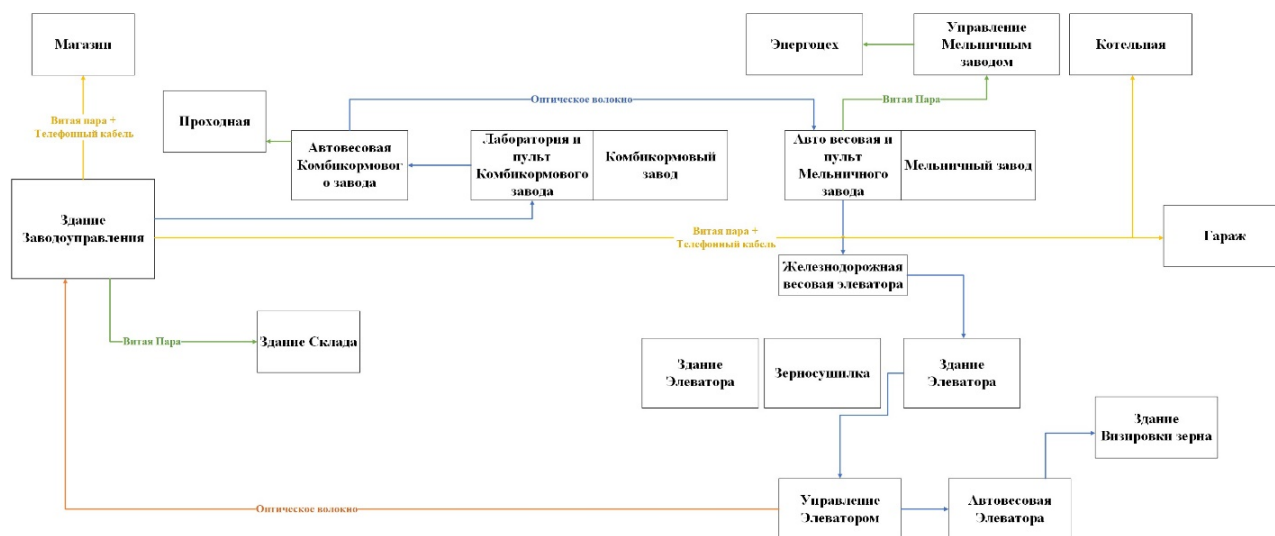 Магазин
Энергоцех
Управление
Мельничным
заводом
Котельная
Витая пара +
Телефонный кабель
Проходная
Оптическое волокно
Витая Пара
Автовесовая
Комбикормово
го завода
Лаборатория и
пульт
Комбикормового
завода
Комбикормовый
завод
Авто весовая и
пульт
Мельничного
завода
Мельничный завод
Здание
Заводоуправления
Витая пара +
Телефонный кабель
Гараж
Железнодорожная
весовая элеватора
Витая Пара
Здание Склада
Здание
Элеватора
Зерносушилка
Здание
Элеватора
Здание
Визировки зерна
Оптическое волокно
Управление
Элеватором
Автовесовая
Элеватора